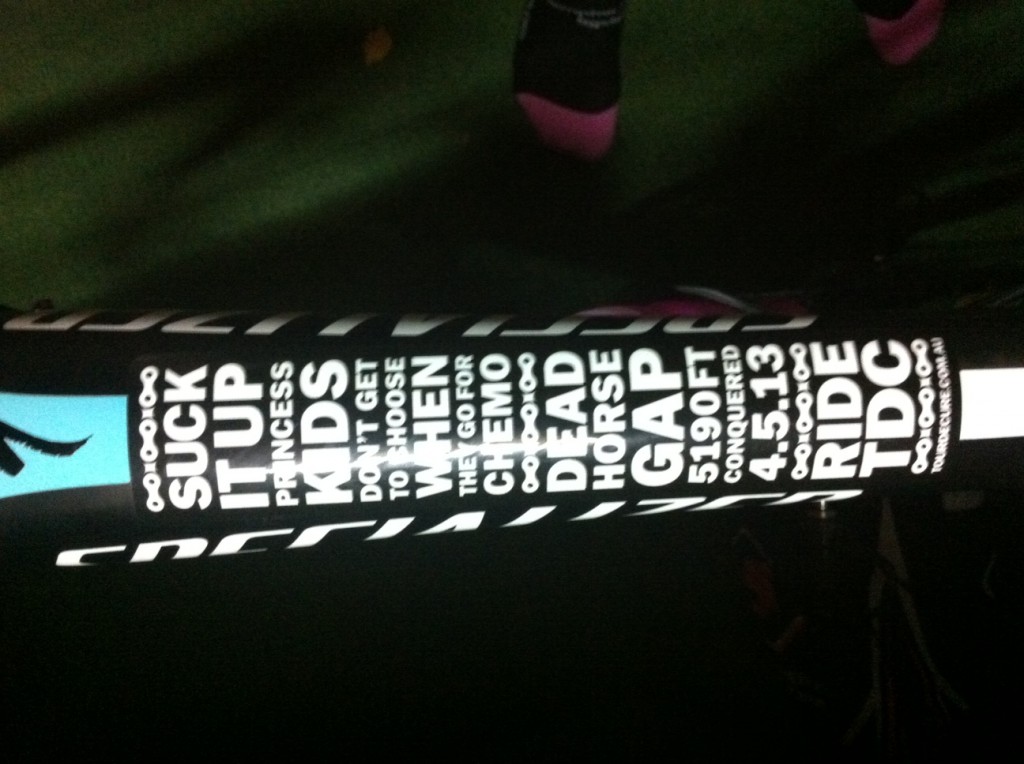 SUCK
IT UP
PRINCESS
KIDS
DON'T GET
TO CHOOSE
WHEN
THEY GO FOR
CHEMO
DEAD
HORSE
GAP
5190FT
CONQUERED
4.5.13
RIDE
TDC
TOURDECURE.COM.AU
SPECIALIZED